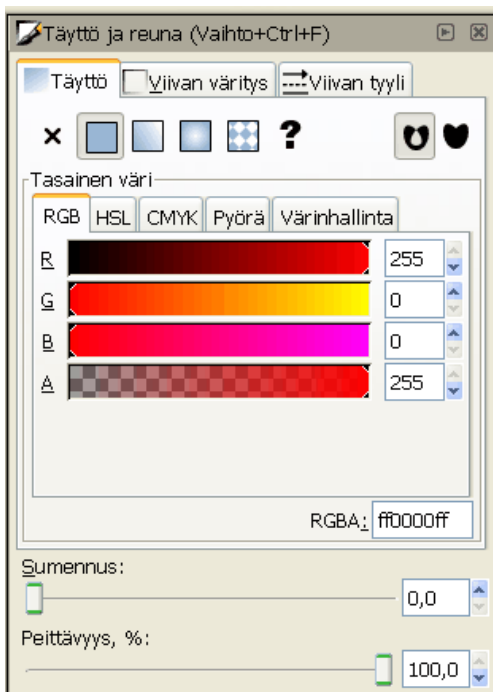 Täyttö ja reuna (Vaihto+Ctrl+F)
Täyttö Viivan väritys Viivan tyyli
?
Tasainen väri
RGB HSL CMYK Pyörä Värinhallinta
R 255
G 0
B 0
A 255
RGBA: ff0000ff
Sumennus:
0,0
Peittävyys, %:
100,0